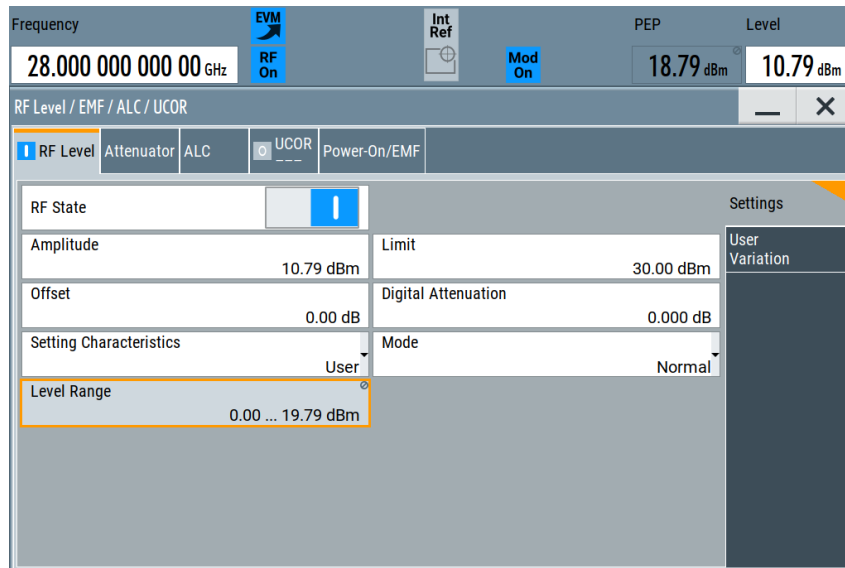 Frequency
EVM
Int
Ref
PEP
Level
28.000 000 000 00 GHz
RF
On
Mod
On
18.79 dBm
10.79 dBm
RF Level / EMF / ALC / UCOR
RF Level
Attenuator
ALC
UCOR
---
Power-On/EMF
RF State
Settings
Amplitude
10.79 dBm
Limit
30.00 dBm
User
Variation
Offset
0.00 dB
Digital Attenuation
0.000 dB
Setting Characteristics
User
Mode
Normal
Level Range
0.00 ... 19.79 dBm